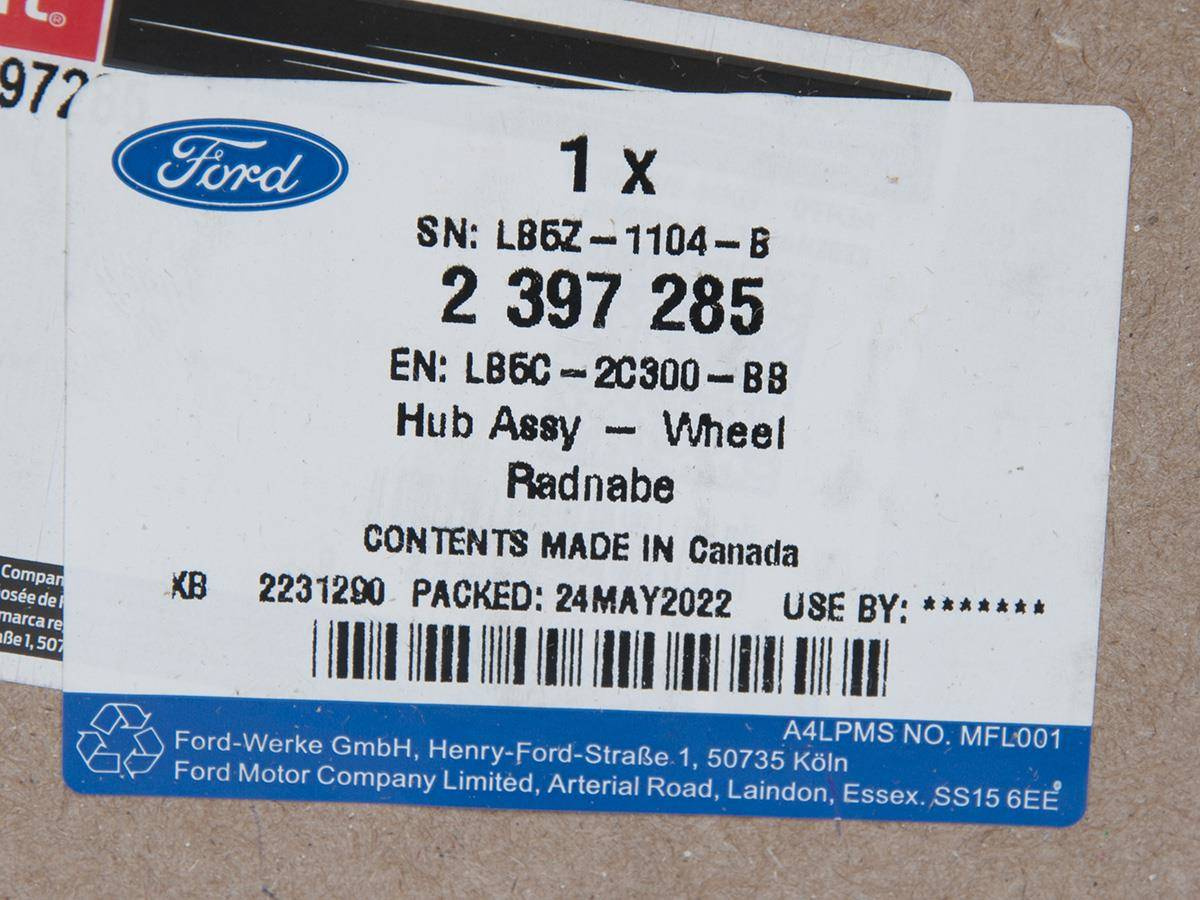 Ford
1 x
SN: LB5Z-1104-B
2 397 285
EN: LB5C-2C300-BB
Hub Assy - Wheel
Radnabe
CONTENTS MADE IN Canada
KB 2231290 PACKED: 24MAY2022 USE BY: *******
A4LPMS NO. MFL001
Ford-Werke GmbH, Henry-Ford-Straße 1, 50735 Köln
Ford Motor Company Limited, Arterial Road, Laindon, Essex. SS15 6EE